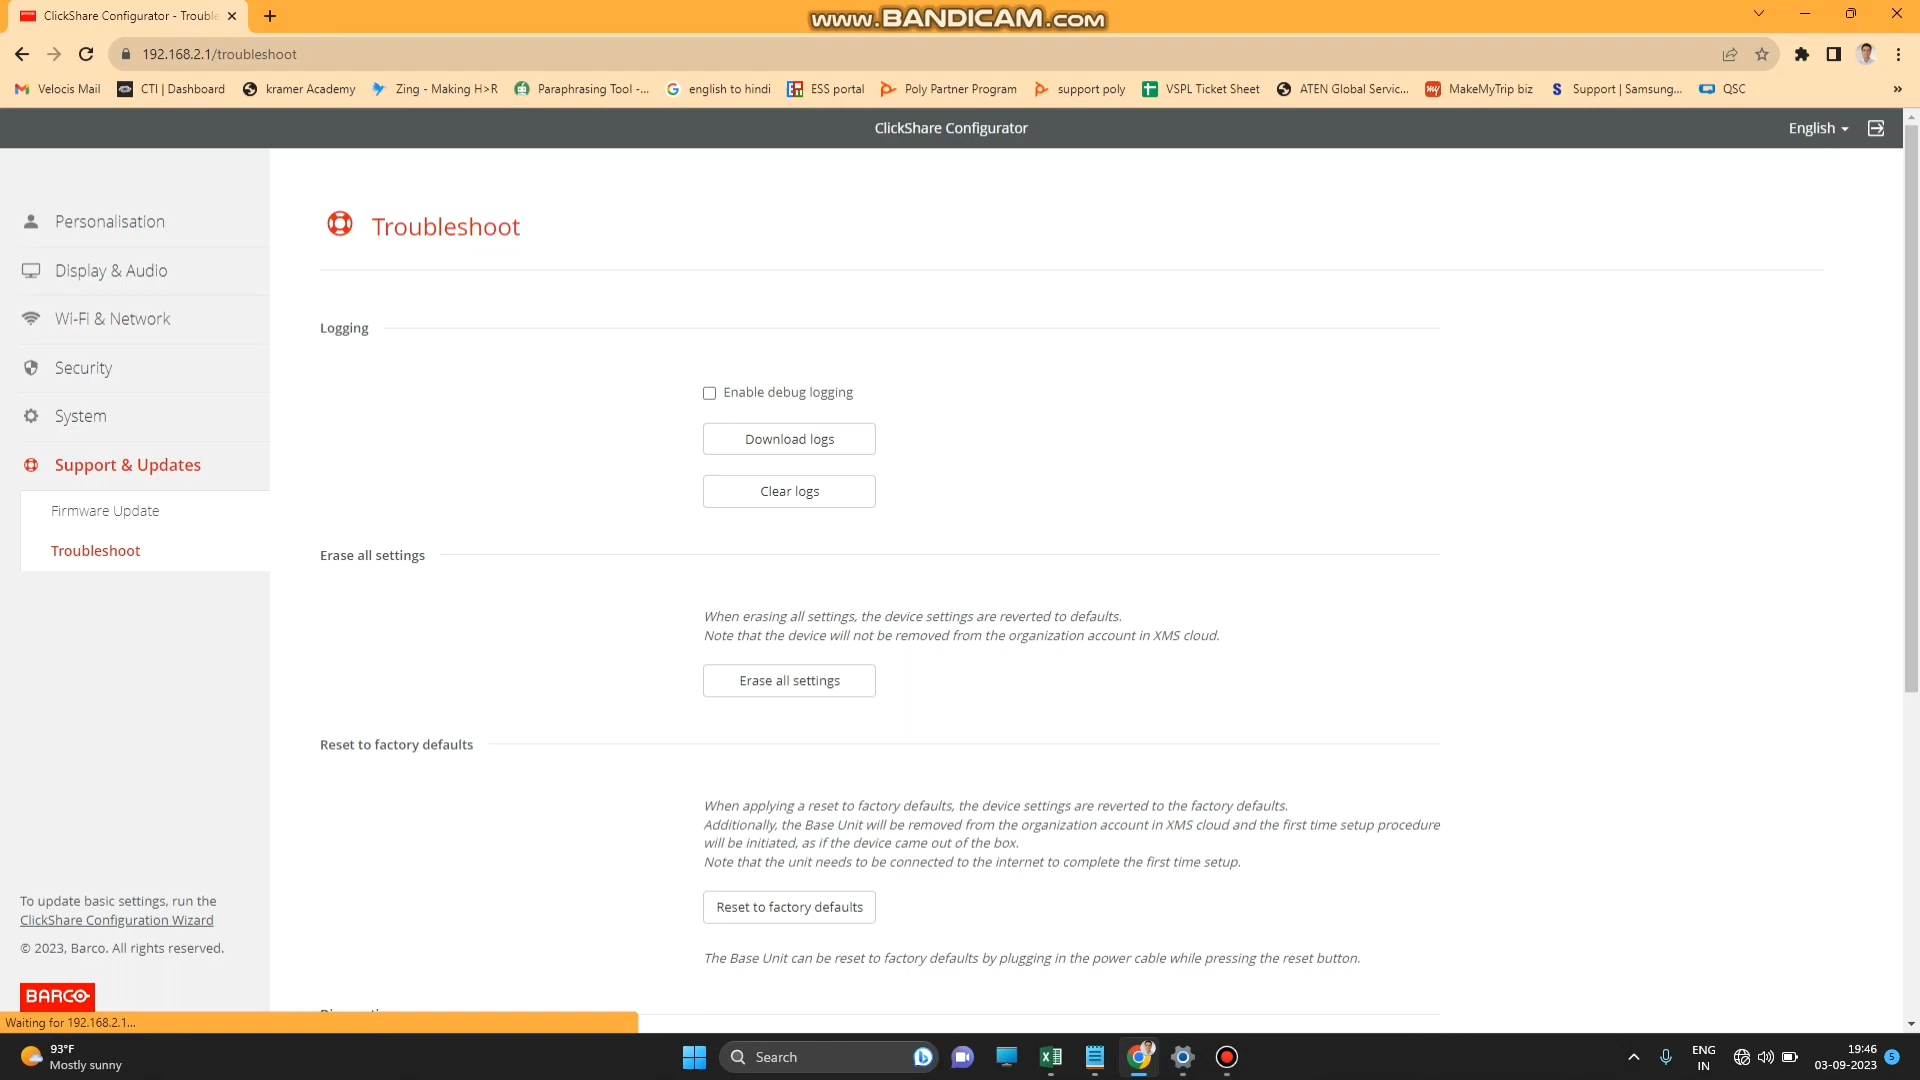 ClickShare Configurator - Trouble
www.BANDICAM.com
192.168.2.1/troubleshoot
Velocis Mail
CTI | Dashboard
kramer Academy
Zing - Making H>R
Paraphrasing Tool -...
english to hindi
ESS portal
Poly Partner Program
support poly
VSPL Ticket Sheet
ATEN Global Servic...
MakeMyTrip biz
Support | Samsung...
QSC
»
ClickShare Configurator
English
Personalisation
Display & Audio
Wi-Fi & Network
Security
System
Support & Updates
Firmware Update
Troubleshoot
Troubleshoot
Logging
Enable debug logging
Download logs
Clear logs
Erase all settings
When erasing all settings, the device settings are reverted to defaults.
Note that the device will not be removed from the organization account in XMS cloud.
Erase all settings
Reset to factory defaults
When applying a reset to factory defaults, the device settings are reverted to the factory defaults.
Additionally, the Base Unit will be removed from the organization account in XMS cloud and the first time setup procedure
will be initiated, as if the device came out of the box.
Note that the unit needs to be connected to the internet to complete the first time setup.
Reset to factory defaults
The Base Unit can be reset to factory defaults by plugging in the power cable while pressing the reset button.
To update basic settings, run the
ClickShare Configuration Wizard
© 2023, Barco. All rights reserved.
BARCO
Waiting for 192.168.2.1...
93°F
Mostly sunny
Search
ENG
IN
19:46
03-09-2023
5